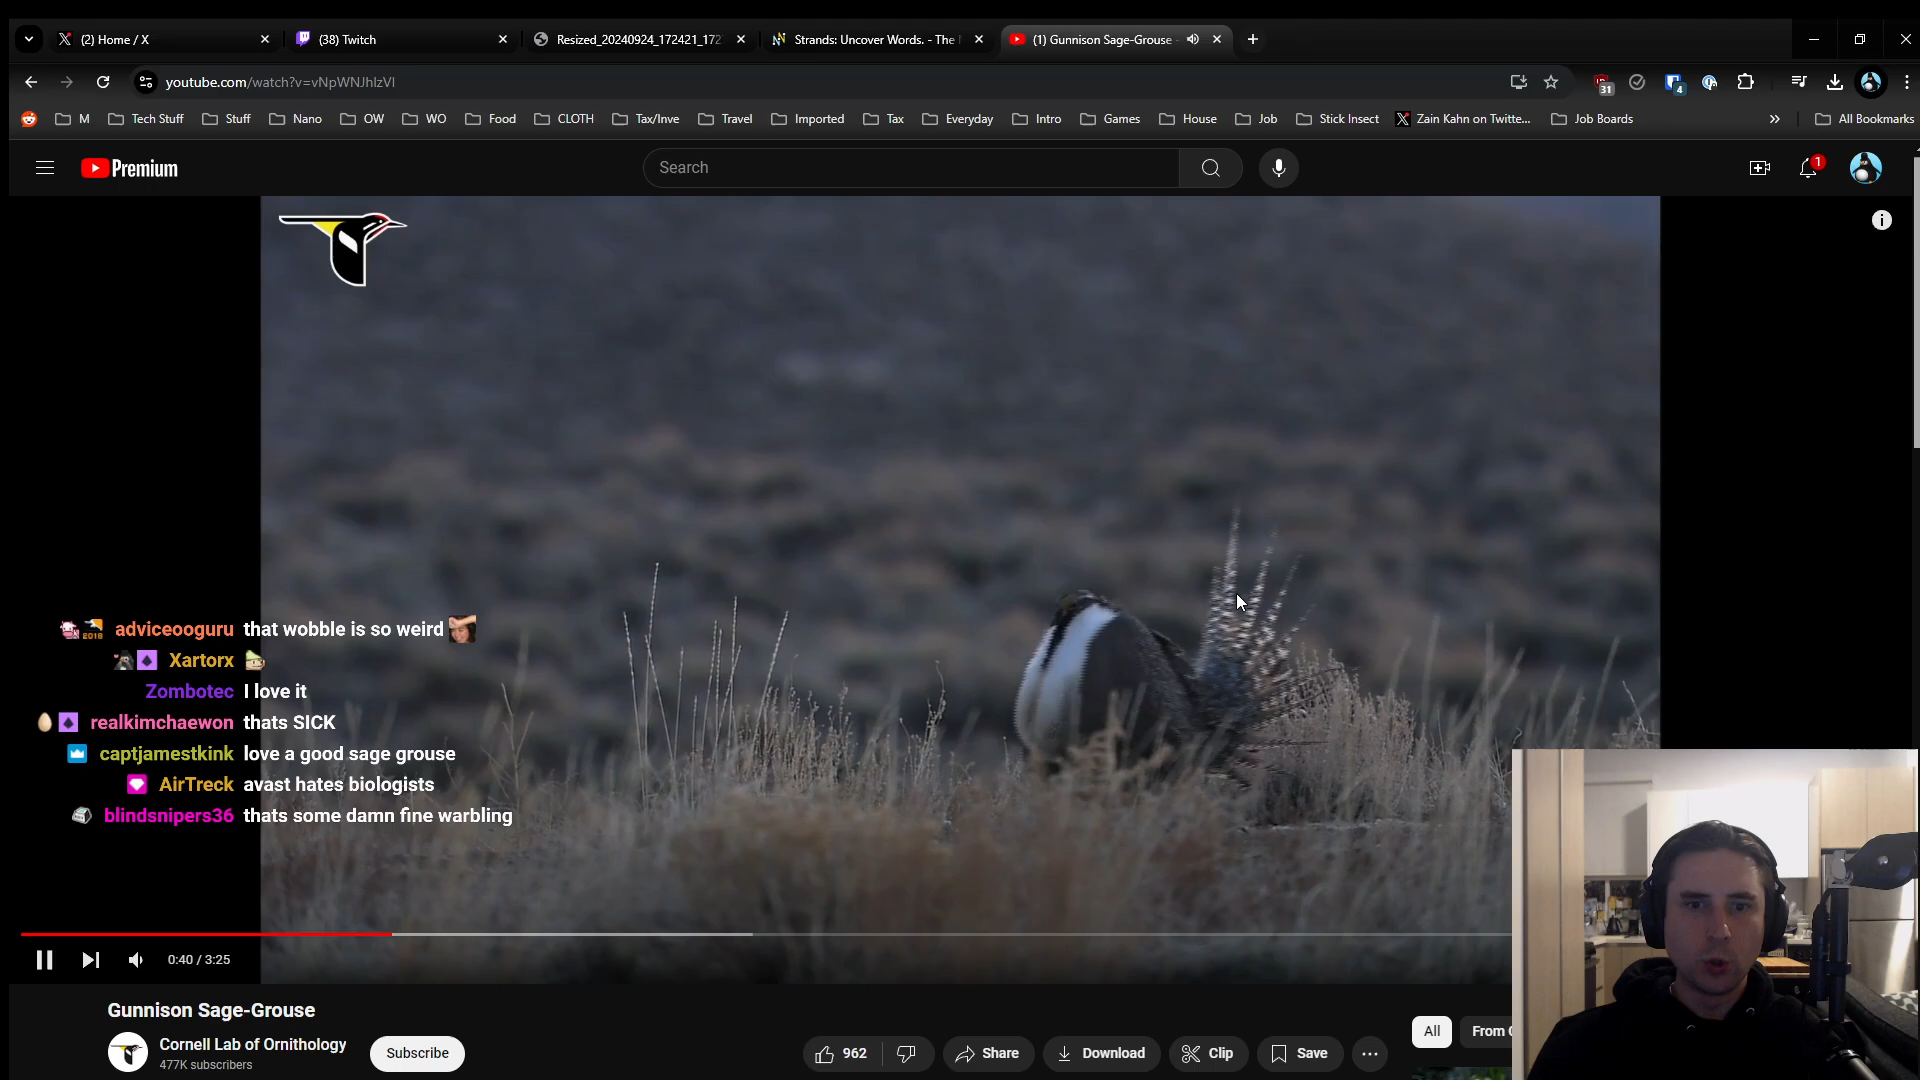 (2) Home / X
(38) Twitch
Resized_20240924_172421_172
Strands: Uncover Words. - The
(1) Gunnison Sage-Grouse -
youtube.com/watch?v=vNpWNJhIzVI
31
4
M
Tech Stuff
Stuff
Nano
OW
WO
Food
CLOTH
Tax/Inve
Travel
Imported
Tax
Everyday
Intro
Games
House
Job
Stick Insect
Zain Kahn on Twitte...
Job Boards
All Bookmarks
Premium
Search
1
2018 adviceooguru that wobble is so weird
Xartorx
Zombotec I love it
realkimchaewon thats SICK
captjamestkink love a good sage grouse
AirTreck avast hates biologists
blindsnipers36 thats some damn fine warbling
0:40 / 3:25
Gunnison Sage-Grouse
Cornell Lab of Ornithology
477K subscribers
Subscribe
962
Share
Download
Clip
Save
All
From